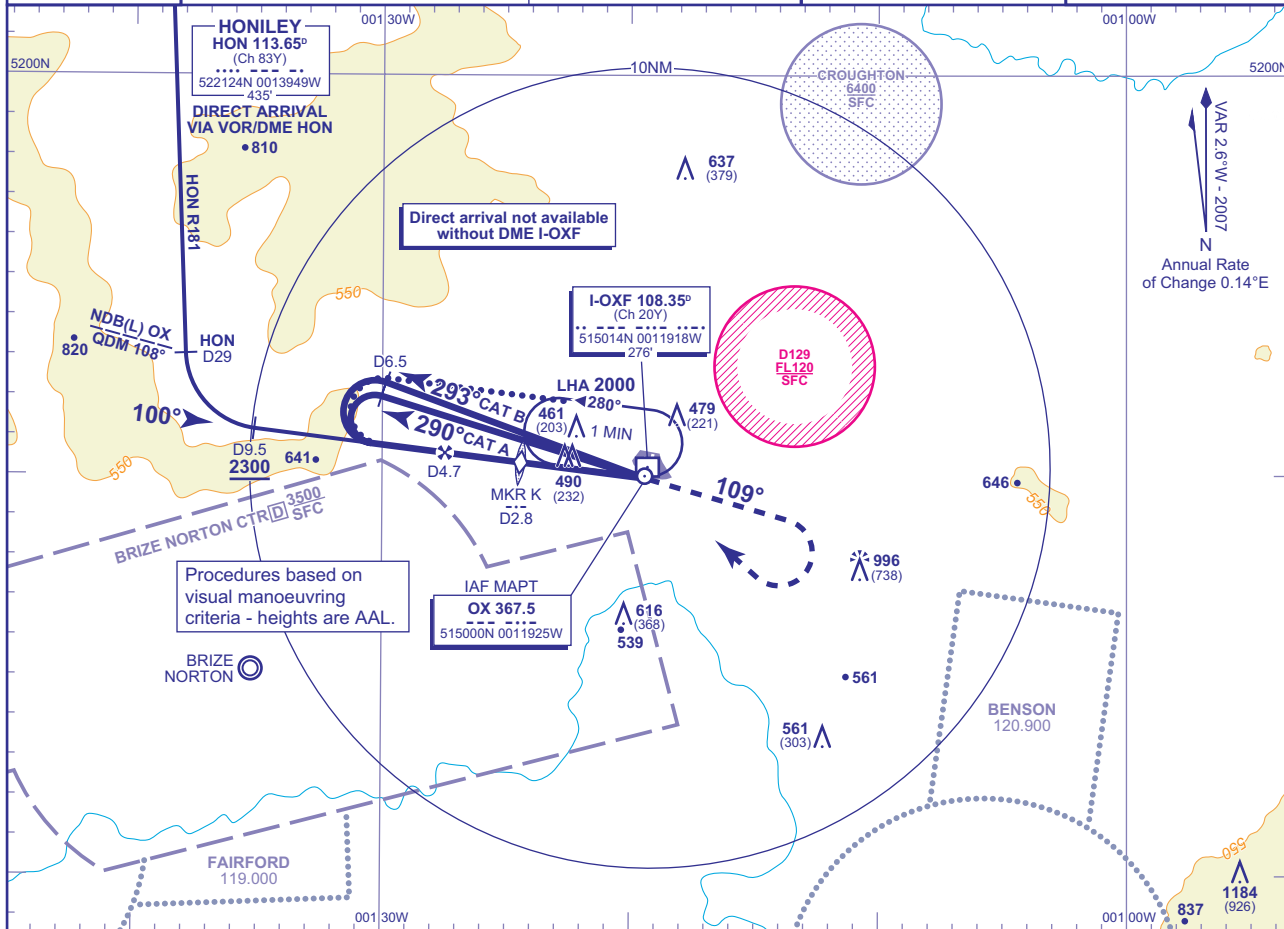 001:30W
001:00W
HONILEY
HON 113.65ᴰ
(Ch 83Y)
522124N 0013949W
435'
5200N
10NM
5200N
CROUGHTON
6400
SFC
DIRECT ARRIVAL
VIA VOR/DME HON
810
VAR 2.6°W - 2007
N
Annual Rate
of Change 0.14°E
637
(379)
HON R181
Direct arrival not available
without DME I-OXF
550
I-OXF 108.35ᴰ
(Ch 20Y)
515014N 0011918W
276'
NDB(L) OX
QDM 108°
820
HON
D29
D129
FL120
SFC
D6.5
LHA 2000
280°
293° CAT B
290° CAT A
461
(203)
1 MIN
479
(221)
100°
D9.5
2300
641
550
D4.7
MKR K
D2.8
490
(232)
109°
646
550
BRIZE NORTON CTR D 3500
SFC
996
(738)
Procedures based on
visual manoeuvring
criteria - heights are AAL.
IAF MAPT
OX 367.5
515000N 0011925W
616
(368)
539
BRIZE
NORTON
561
BENSON
120.900
561
(303)
FAIRFORD
119.000
550
1184
(926)
837
001:30W
001:00W